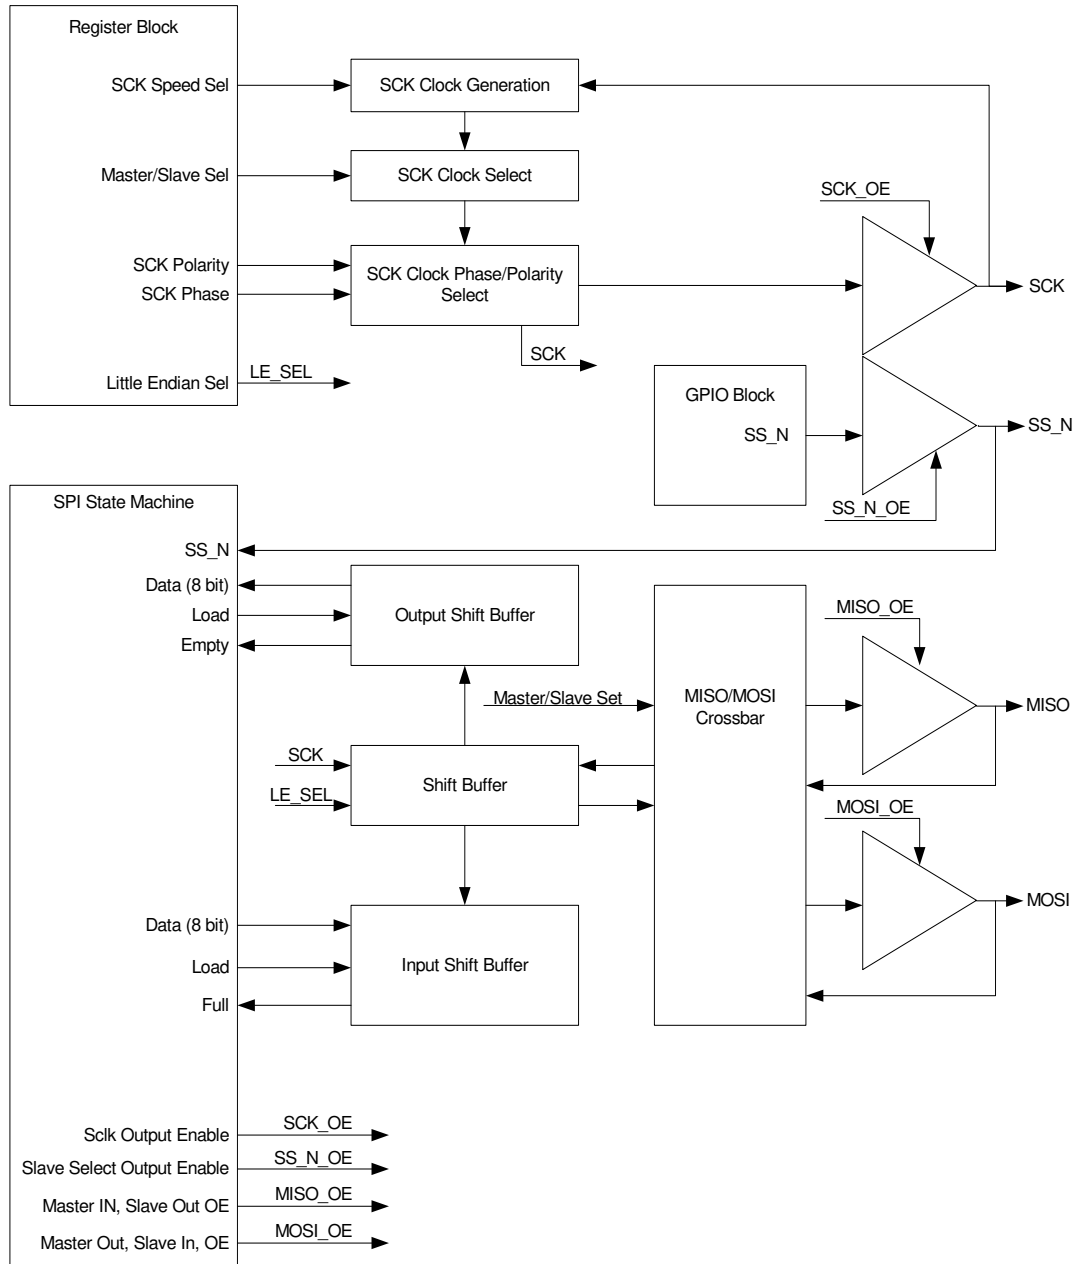 Register Block
SCK Speed Sel
SCK Clock Generation
Master/Slave Sel
SCK Clock Select
SCK_OE
SCK Polarity
SCK Phase
SCK Clock Phase/Polarity
Select
SCK
SCK
Little Endian Sel
LE_SEL
GPIO Block
SS_N
SS_N
SS_N_OE
SPI State Machine
SS_N
Data (8 bit)
Load
Empty
Output Shift Buffer
MISO_OE
Master/Slave Set
MISO/MOSI
Crossbar
MISO
SCK
LE_SEL
Shift Buffer
MOSI_OE
MOSI
Data (8 bit)
Load
Full
Input Shift Buffer
Sclk Output Enable
SCK_OE
Slave Select Output Enable
SS_N_OE
Master IN, Slave Out OE
MISO_OE
Master Out, Slave In, OE
MOSI_OE